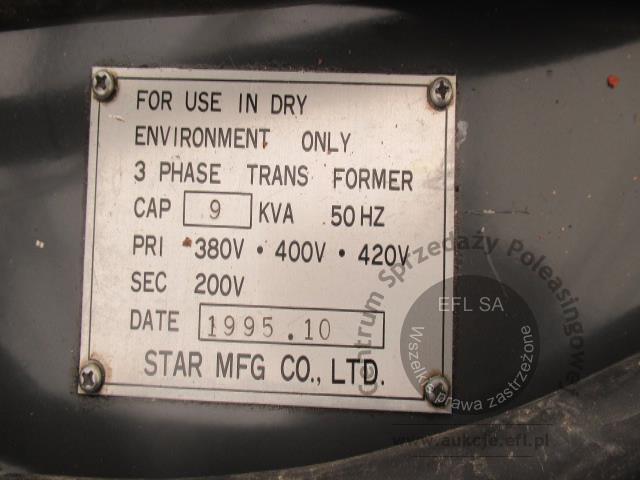 FOR USE IN DRY
ENVIRONMENT ONLY
3 PHASE TRANS FORMER
CAP 9 KVA 50 HZ
PRI 380V · 400V · 420V
SEC 200V
DATE 1995.10
STAR MFG CO., LTD.
Centrum Sprzedaży Poleasingowej
EFL SA
Wszelkie prawa zastrzeżone
www.aukcje.efl.pl